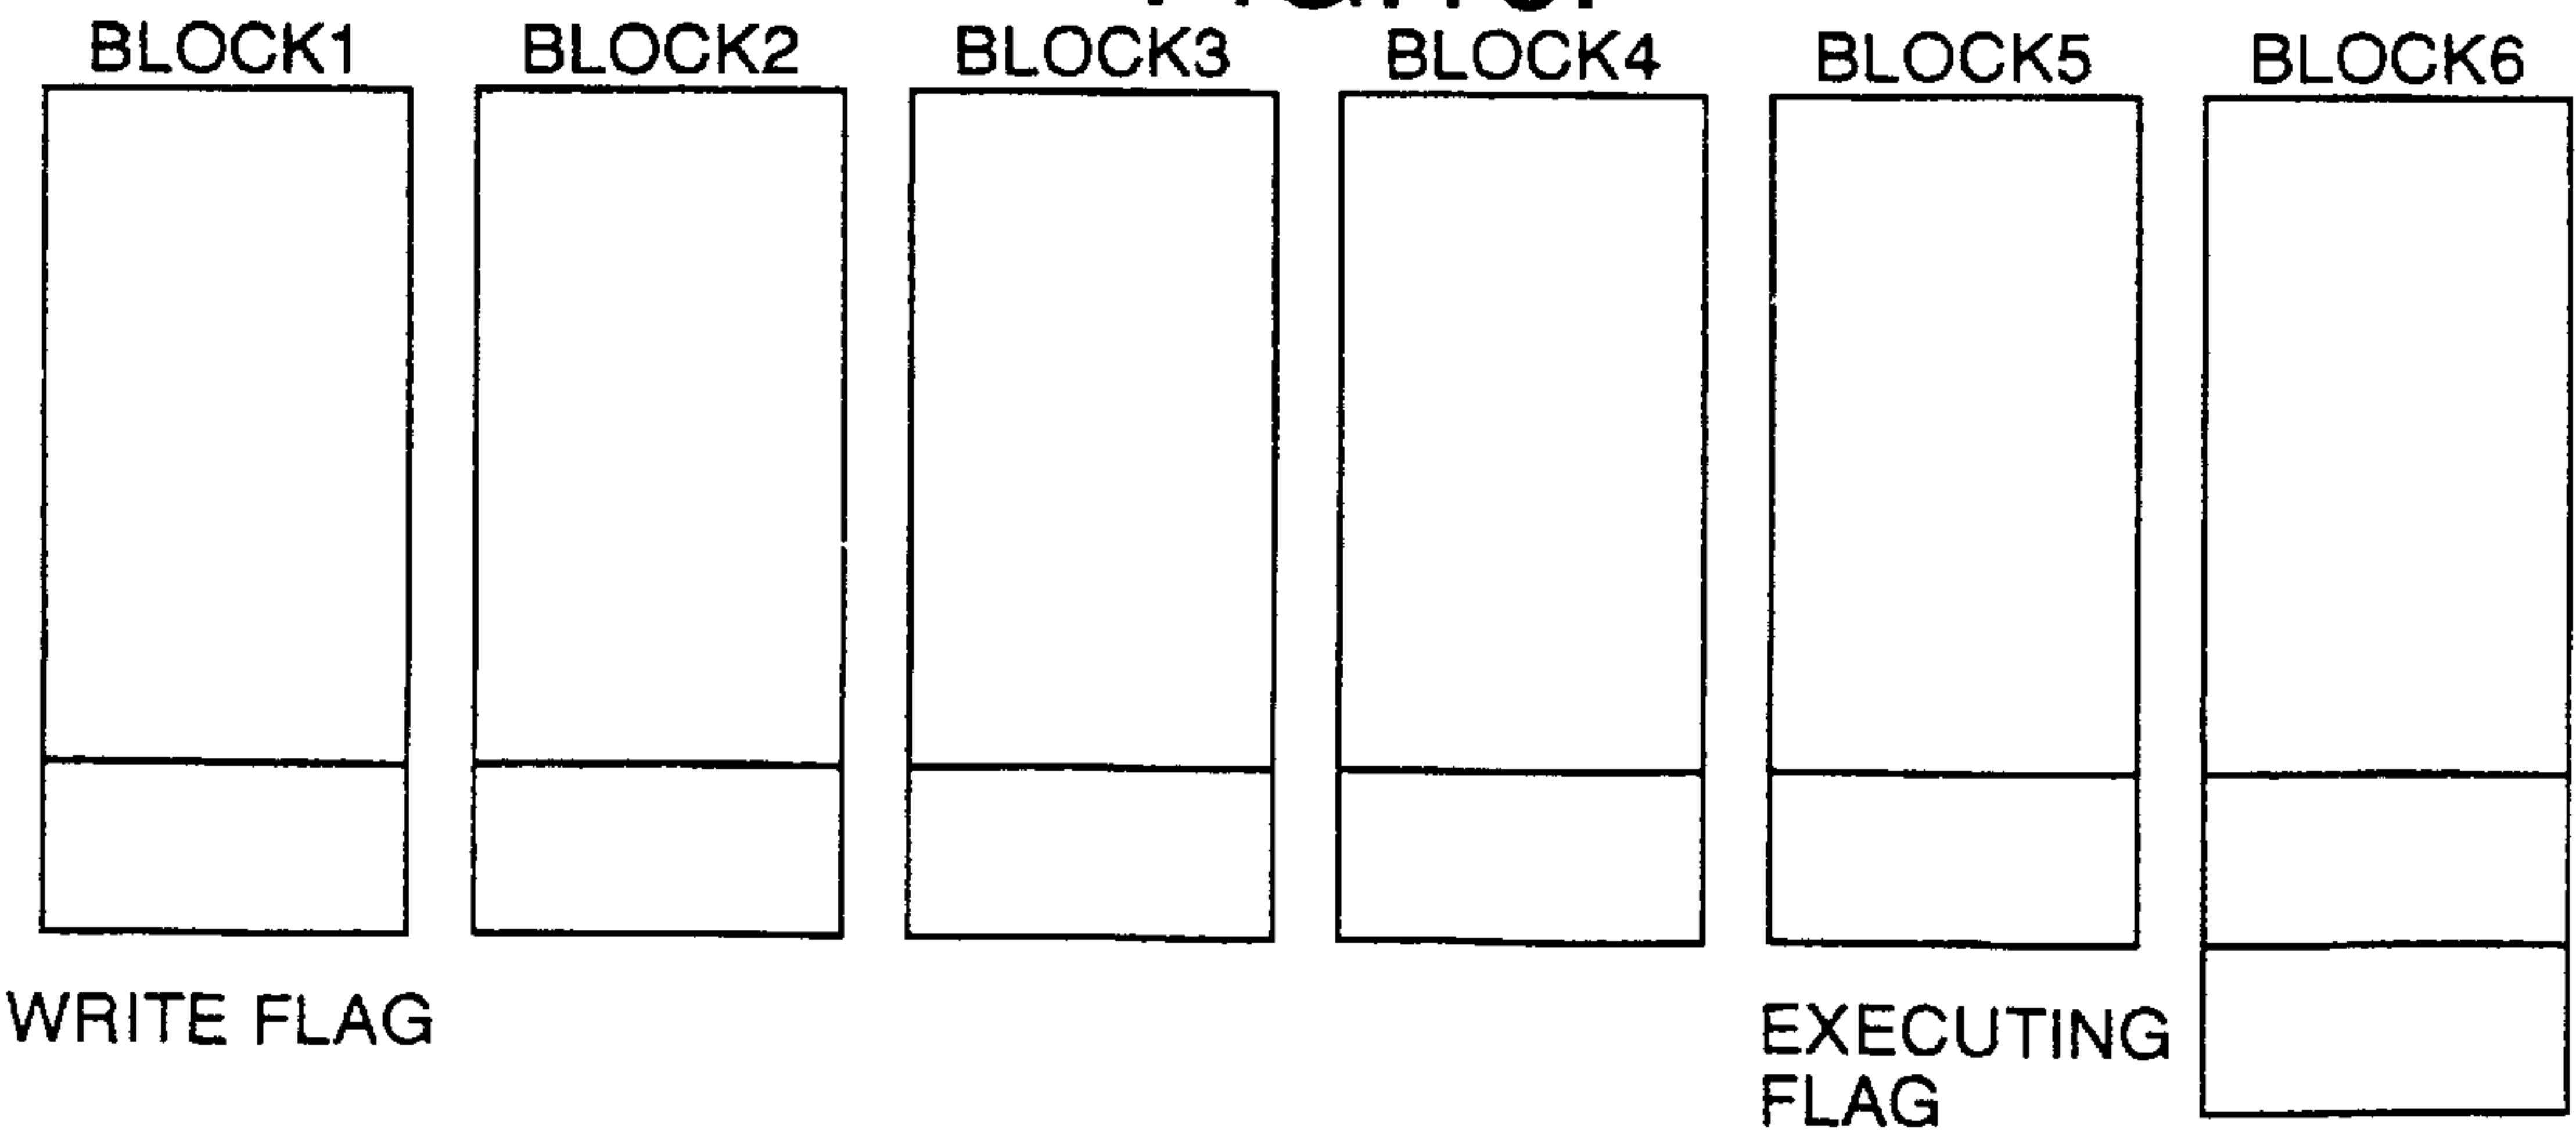 BLOCK1 BLOCK2 BLOCK3 BLOCK4 BLOCK5 BLOCK6
WRITE FLAG
EXECUTING
FLAG